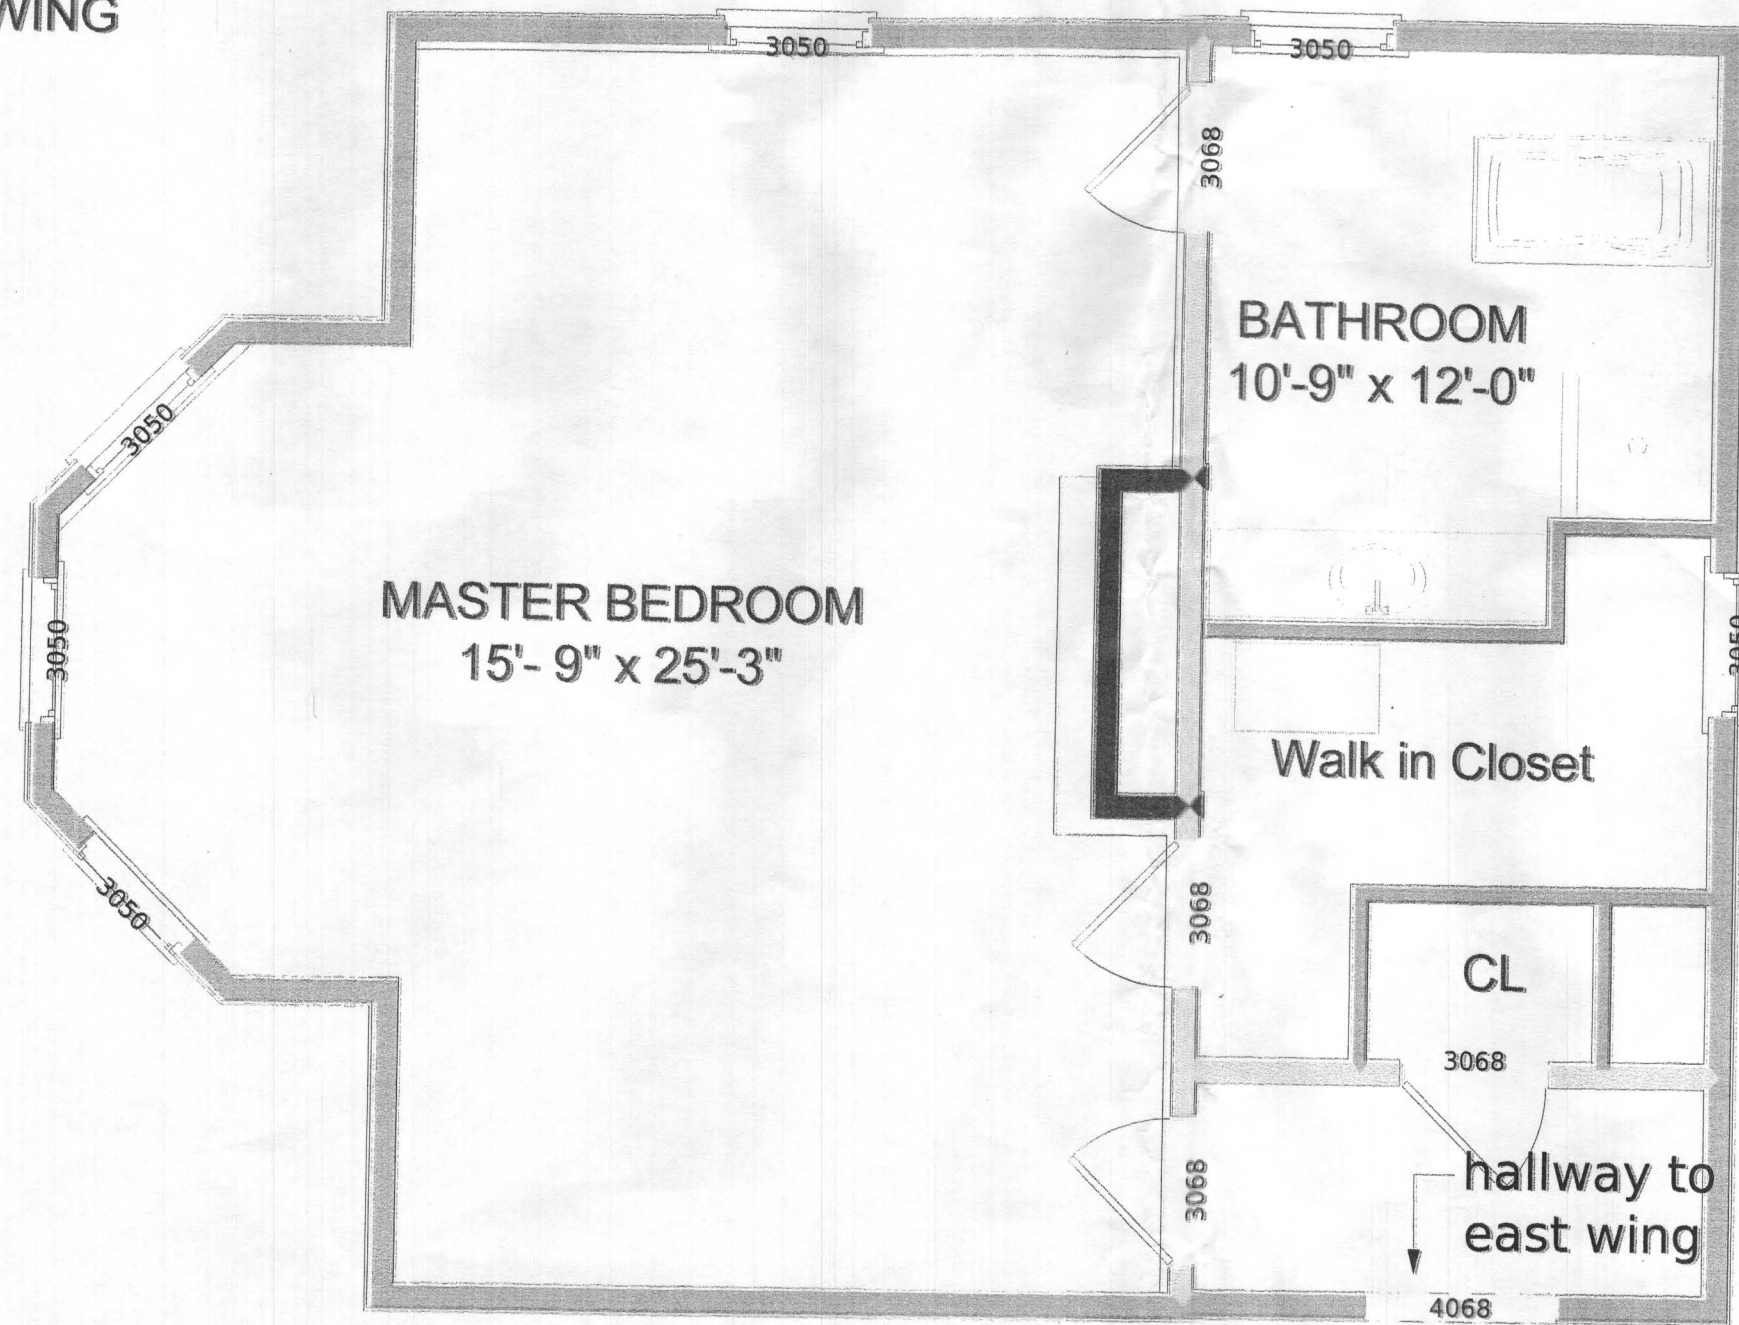 WING
3050
3050
3068
BATHROOM
10'-9" x 12'-0"
3050
MASTER BEDROOM
15'- 9" x 25'-3"
3050
3050
Walk in Closet
3050
3068
CL
3068
3068
hallway to
east wing
4068